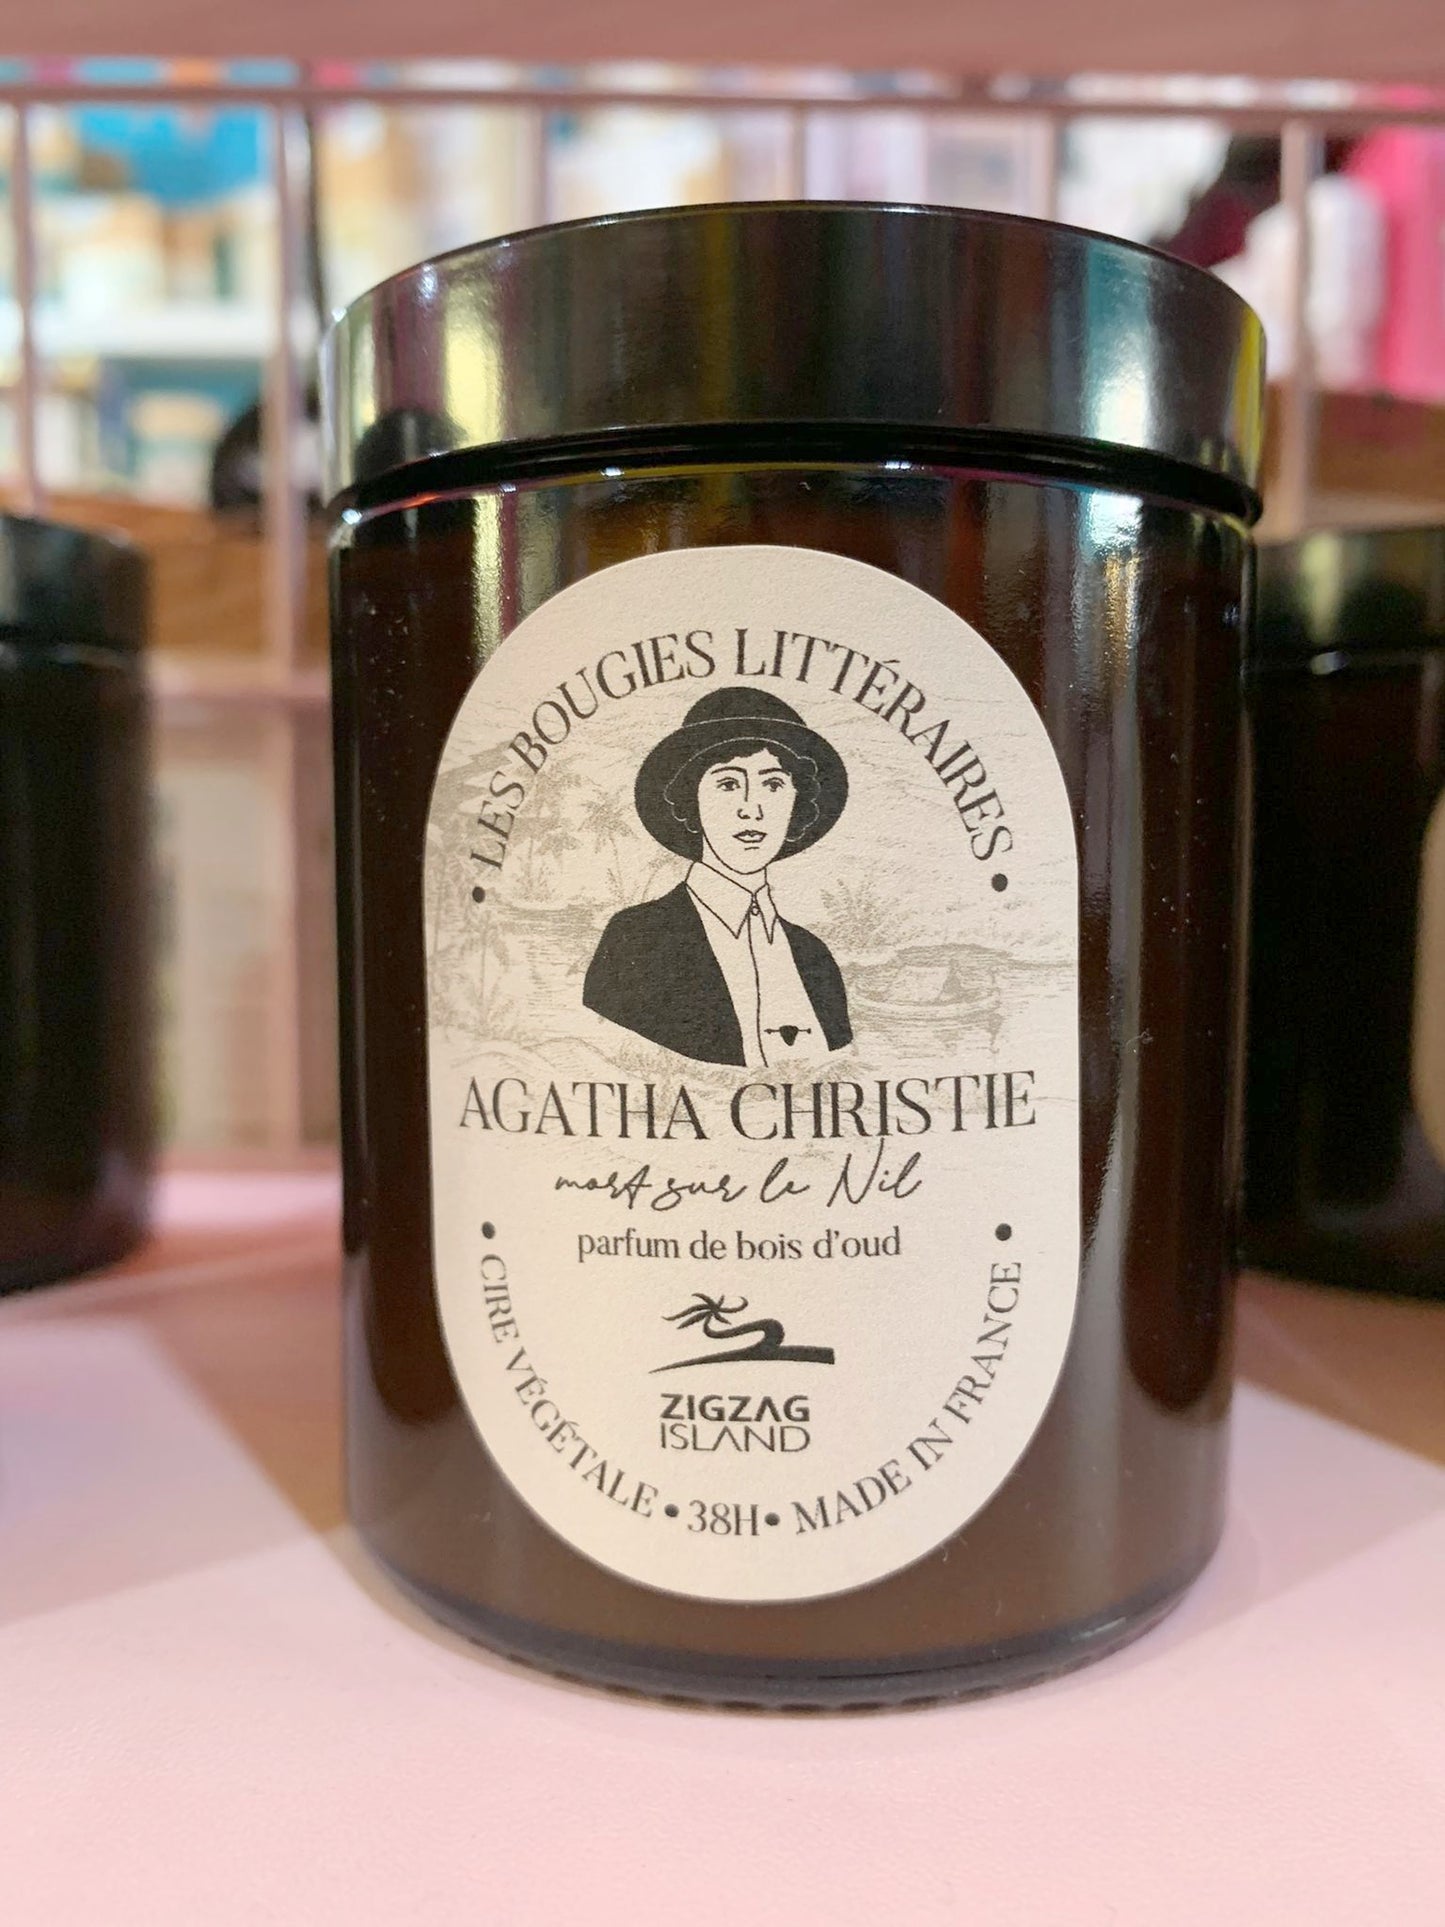 • LES BOUGIES LITTÉRAIRES •
AGATHA CHRISTIE
mort sur le Nil
parfum de bois d'oud
ZIGZAG
ISLAND
• CIRE VÉGÉTALE • 38H • MADE IN FRANCE •